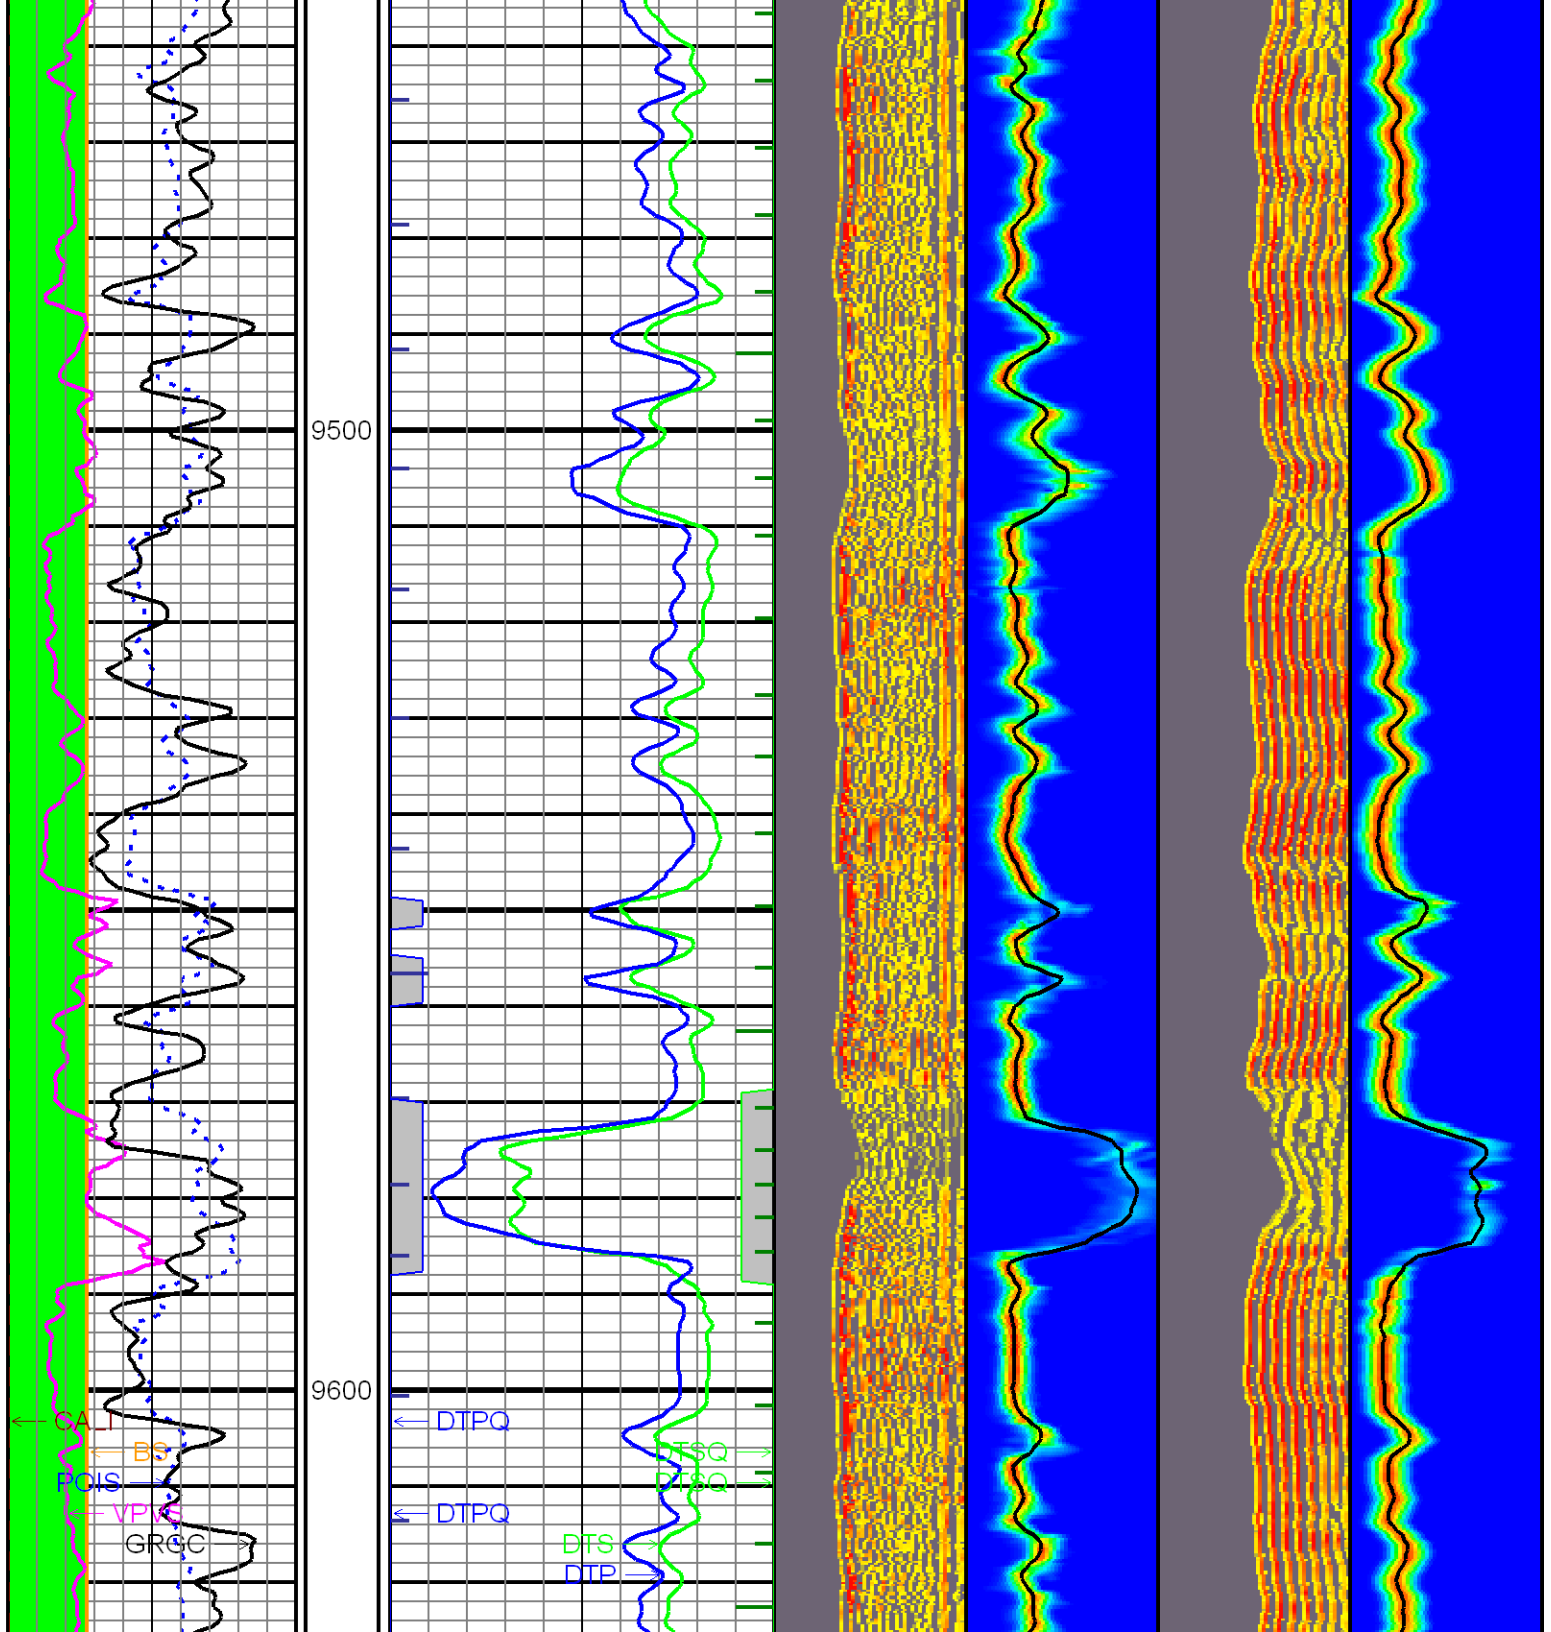 9500
9600
CALI DTPQ
BS DTSQ
POIS DTSQ
VPVS DTPQ
GRGC DTS
DTP